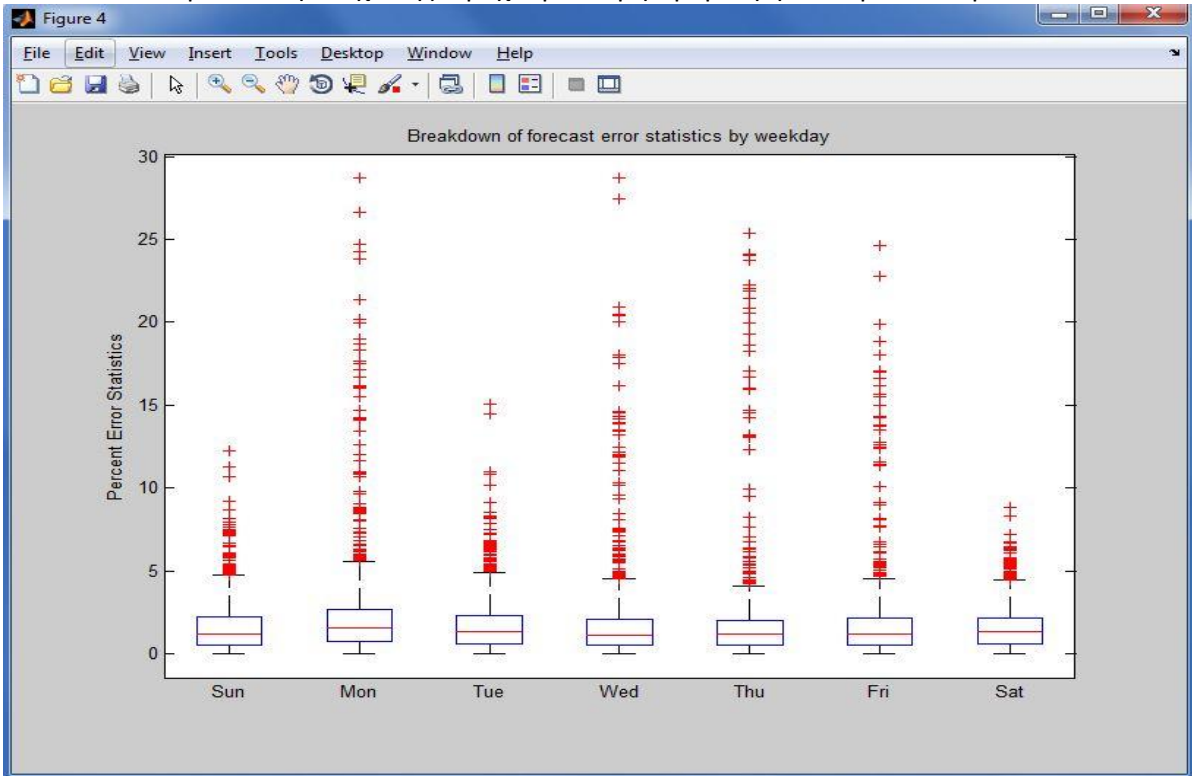 Figure 4
File Edit View Insert Tools Desktop Window Help
Breakdown of forecast error statistics by weekday
Percent Error Statistics
30
25
20
15
10
5
0
Sun Mon Tue Wed Thu Fri Sat